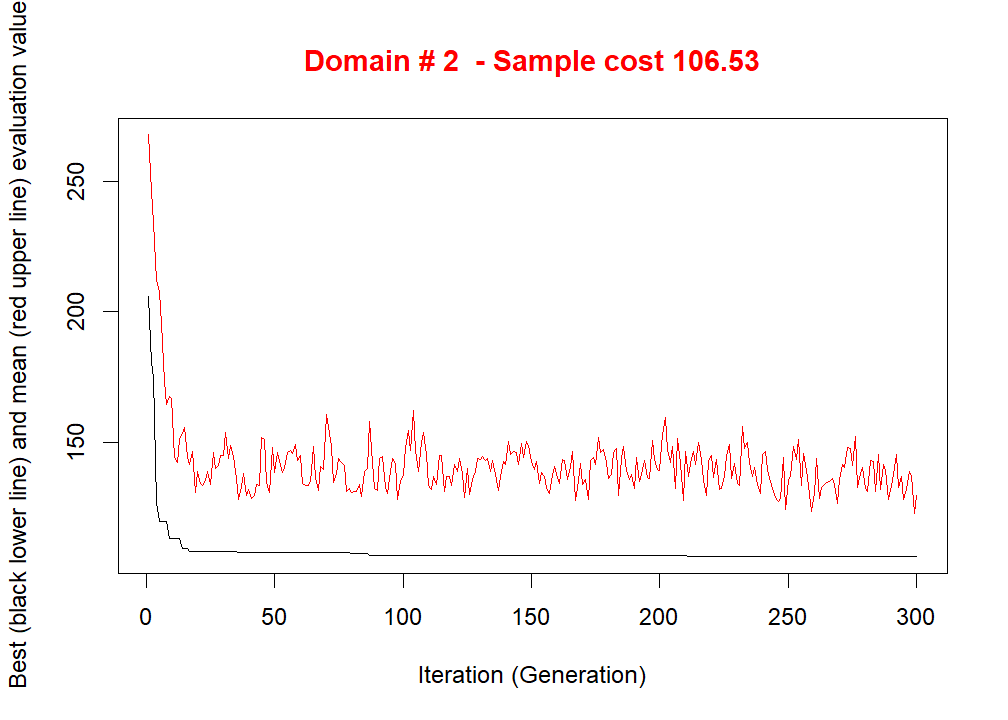 Domain # 2  - Sample cost 106.53
Best (black lower line) and mean (red upper line) evaluation value
250
200
150
0 50 100 150 200 250 300
Iteration (Generation)